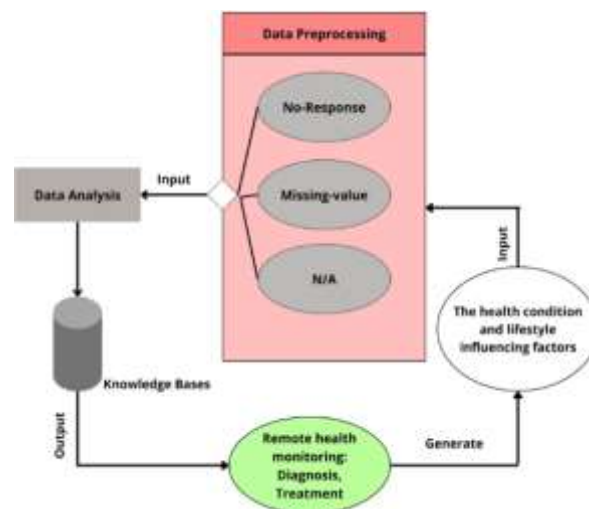 Data Preprocessing
No-Response
Input
Missing-value
Data Analysis
N/A
Input
The health condition
and lifestyle
influencing factors
Knowledge Bases
Output
Remote health
monitoring:
Diagnosis,
Treatment
Generate